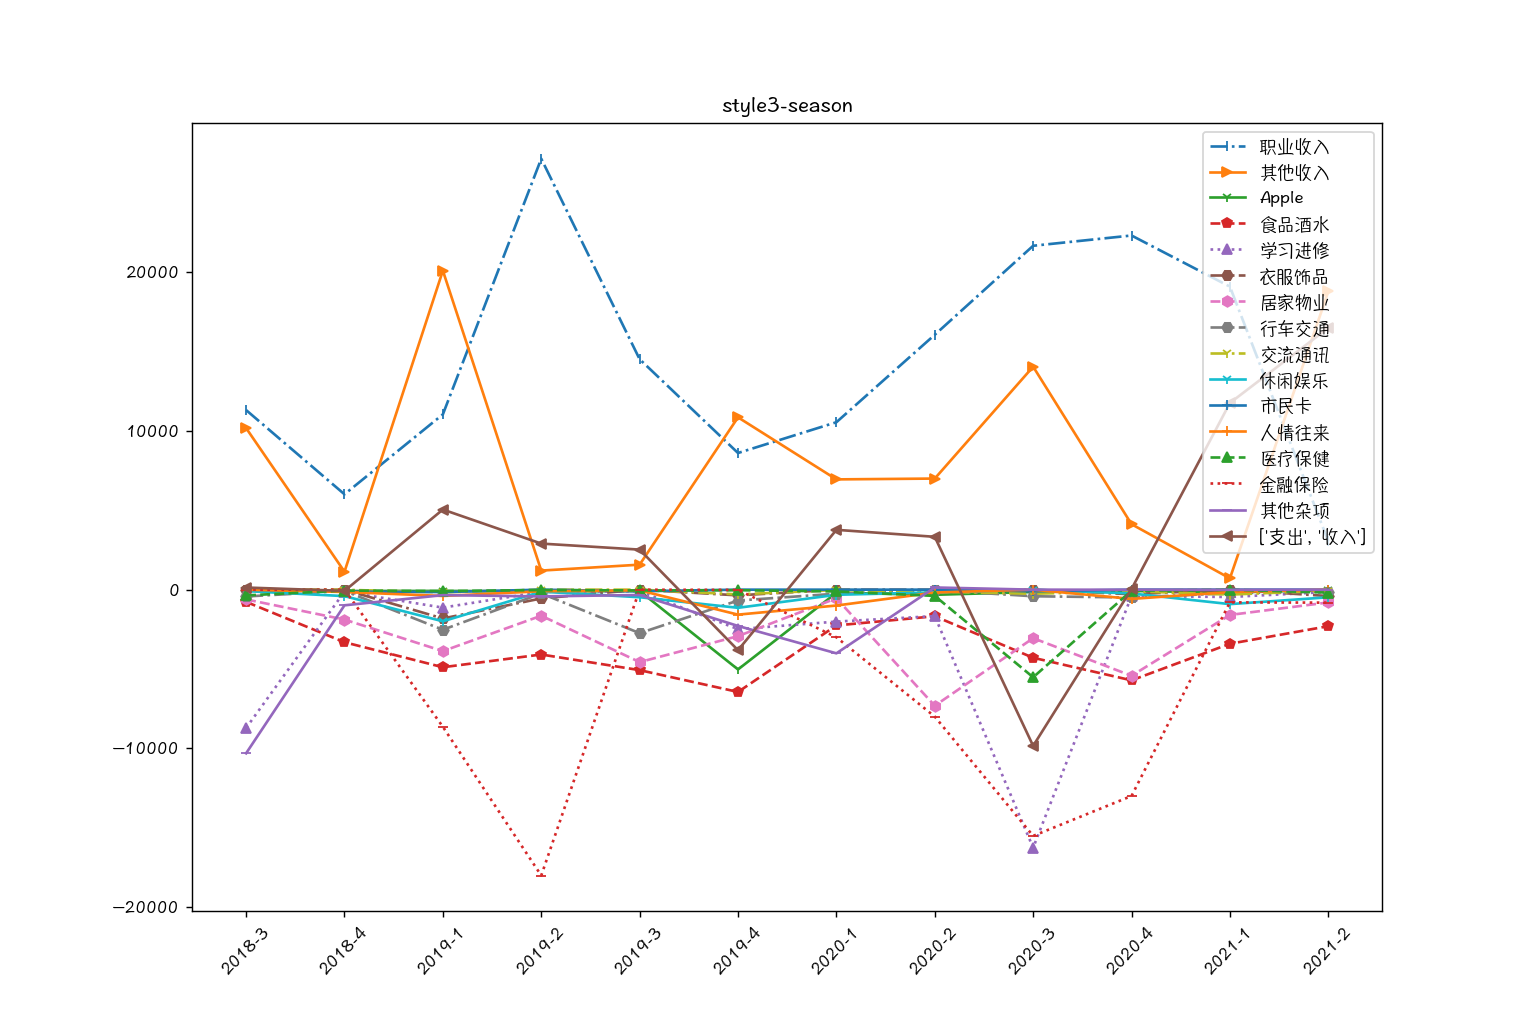 style3-season
20000
10000
0
−10000
−20000
2018-3
2018-4
2019-1
2019-2
2019-3
2019-4
2020-1
2020-2
2020-3
2020-4
2021-1
2021-2
职业收入
其他收入
Apple
食品酒水
学习进修
衣服饰品
居家物业
行车交通
交流通讯
休闲娱乐
市民卡
人情往来
医疗保健
金融保险
其他杂项
['支出', '收入']